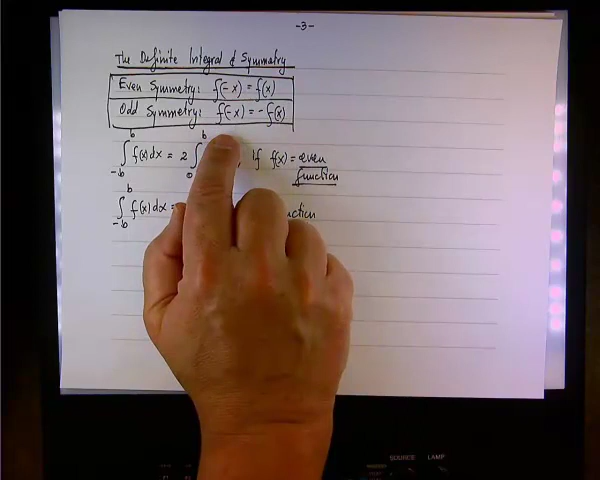 -3-
The Definite Integral & Symmetry
Even Symmetry: f(-x) = f(x)
Odd Symmetry: f(-x) = -f(x)
∫_{-b}^{b} f(x) dx = 2 ∫_{0}^{b} , if f(x) = even
function
∫_{-b}^{b} f(x) dx =
SOURCE LAMP